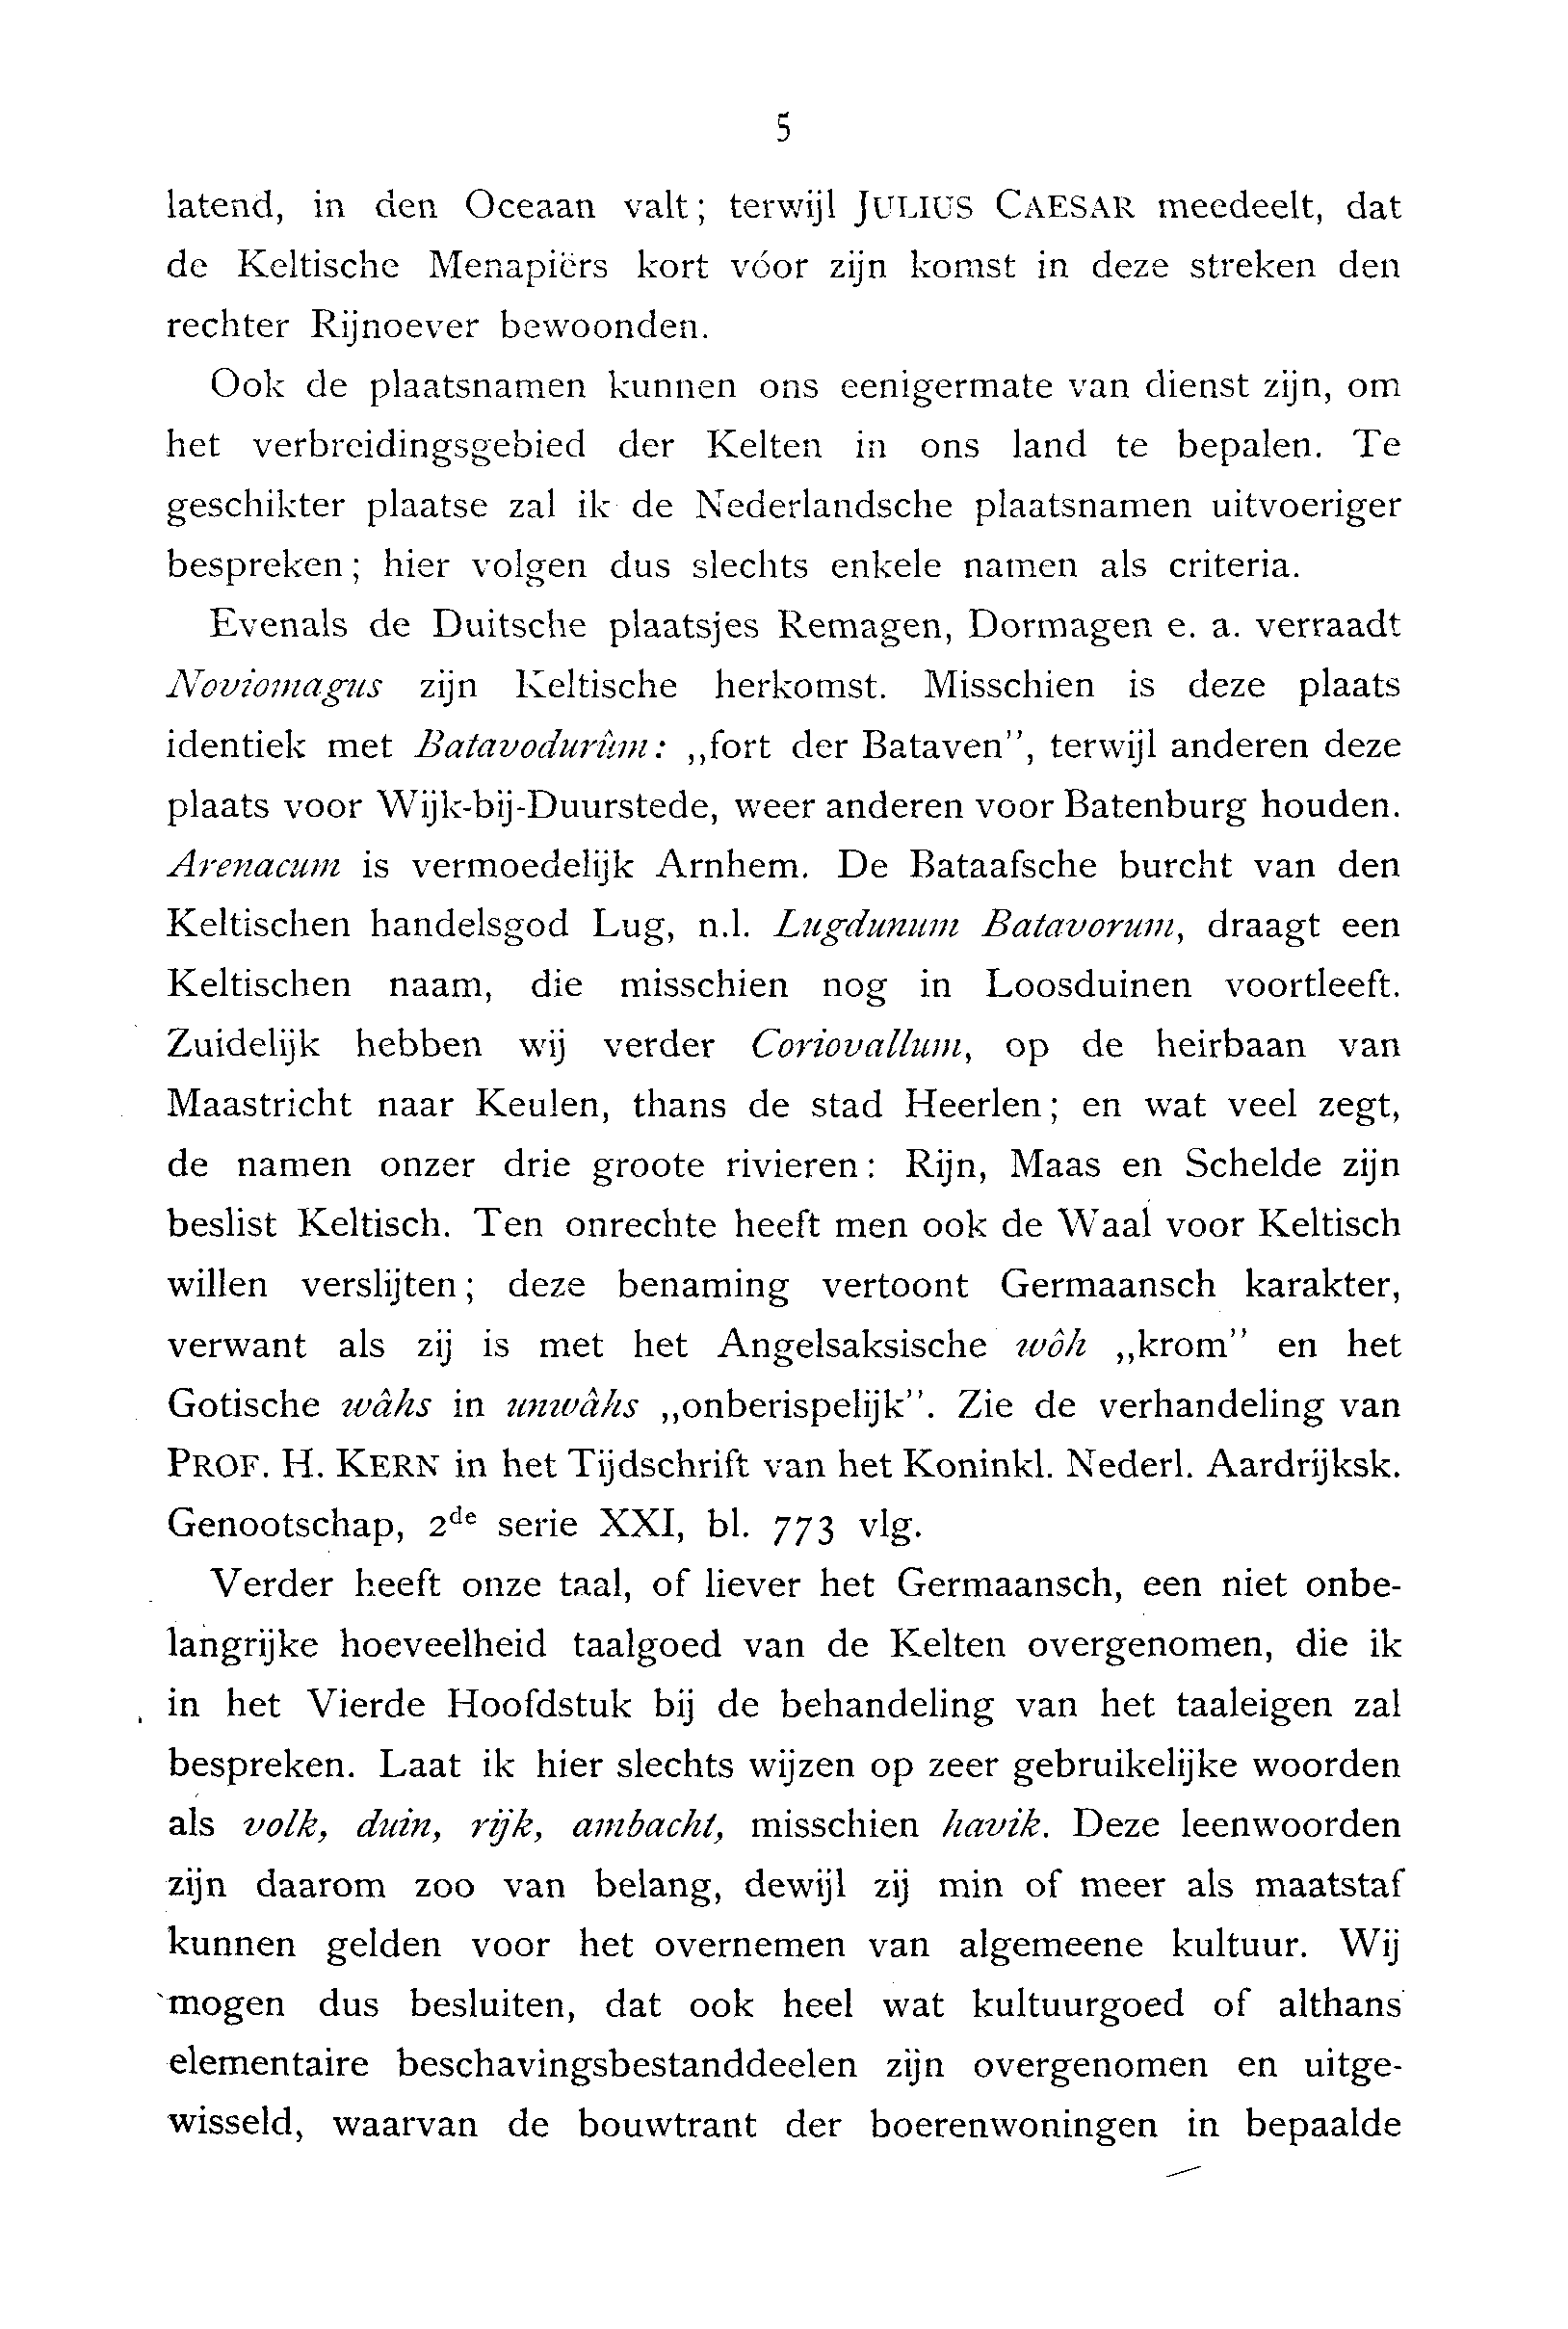 5
latend, in den Oceaan valt; terwijl JULIUS CAESAR meedeelt, dat
de Keltische Menapiërs kort vóor zijn komst in deze streken den
rechter Rijnoever bewoonden.
Ook de plaatsnamen kunnen ons eenigermate van dienst zijn, om
het verbreidingsgebied der Kelten in ons land te bepalen. Te
geschikter plaatse zal ik de Nederlandsche plaatsnamen uitvoeriger
bespreken; hier volgen dus slechts enkele namen als criteria.
Evenals de Duitsche plaatsjes Remagen, Dormagen e. a. verraadt
Noviomagus zijn Keltische herkomst. Misschien is deze plaats
identiek met Batavodurûm: „fort der Bataven”, terwijl anderen deze
plaats voor Wijk-bij-Duurstede, weer anderen voor Batenburg houden.
Arenacum is vermoedelijk Arnhem. De Bataafsche burcht van den
Keltischen handelsgod Lug, n.l. Lugdunum Batavorum, draagt een
Keltischen naam, die misschien nog in Loosduinen voortleeft.
Zuidelijk hebben wij verder Coriovallum, op de heirbaan van
Maastricht naar Keulen, thans de stad Heerlen; en wat veel zegt,
de namen onzer drie groote rivieren: Rijn, Maas en Schelde zijn
beslist Keltisch. Ten onrechte heeft men ook de Waal voor Keltisch
willen verslijten; deze benaming vertoont Germaansch karakter,
verwant als zij is met het Angelsaksische wôh „krom” en het
Gotische wâhs in unwâhs „onberispelijk”. Zie de verhandeling van
PROF. H. KERN in het Tijdschrift van het Koninkl. Nederl. Aardrijksk.
Genootschap, 2de serie XXI, bl. 773 vlg.
Verder heeft onze taal, of liever het Germaansch, een niet onbe-
langrijke hoeveelheid taalgoed van de Kelten overgenomen, die ik
in het Vierde Hoofdstuk bij de behandeling van het taaleigen zal
bespreken. Laat ik hier slechts wijzen op zeer gebruikelijke woorden
als volk, duin, rijk, ambacht, misschien havik. Deze leenwoorden
zijn daarom zoo van belang, dewijl zij min of meer als maatstaf
kunnen gelden voor het overnemen van algemeene kultuur. Wij
mogen dus besluiten, dat ook heel wat kultuurgoed of althans
elementaire beschavingsbestanddeelen zijn overgenomen en uitge-
wisseld, waarvan de bouwtrant der boerenwoningen in bepaalde